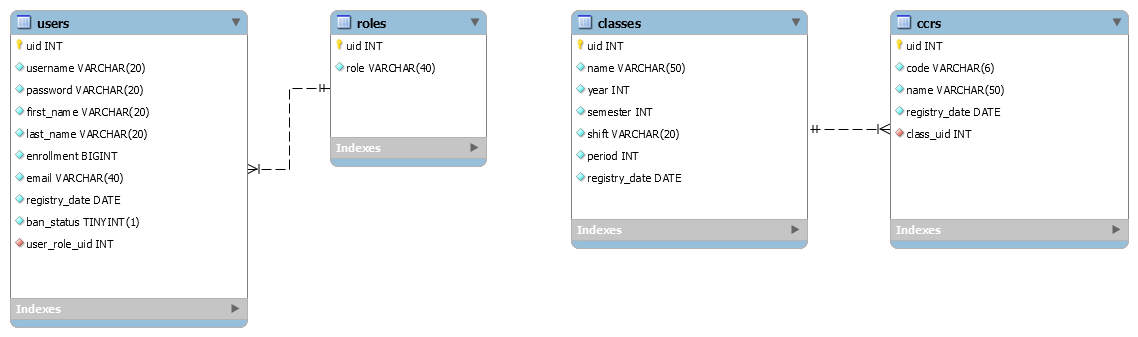 users
uid INT
username VARCHAR(20)
password VARCHAR(20)
first_name VARCHAR(20)
last_name VARCHAR(20)
enrollment BIGINT
email VARCHAR(40)
registry_date DATE
ban_status TINYINT(1)
user_role_uid INT
Indexes
roles
uid INT
role VARCHAR(40)
Indexes
classes
uid INT
name VARCHAR(50)
year INT
semester INT
shift VARCHAR(20)
period INT
registry_date DATE
Indexes
ccrs
uid INT
code VARCHAR(6)
name VARCHAR(50)
registry_date DATE
class_uid INT
Indexes